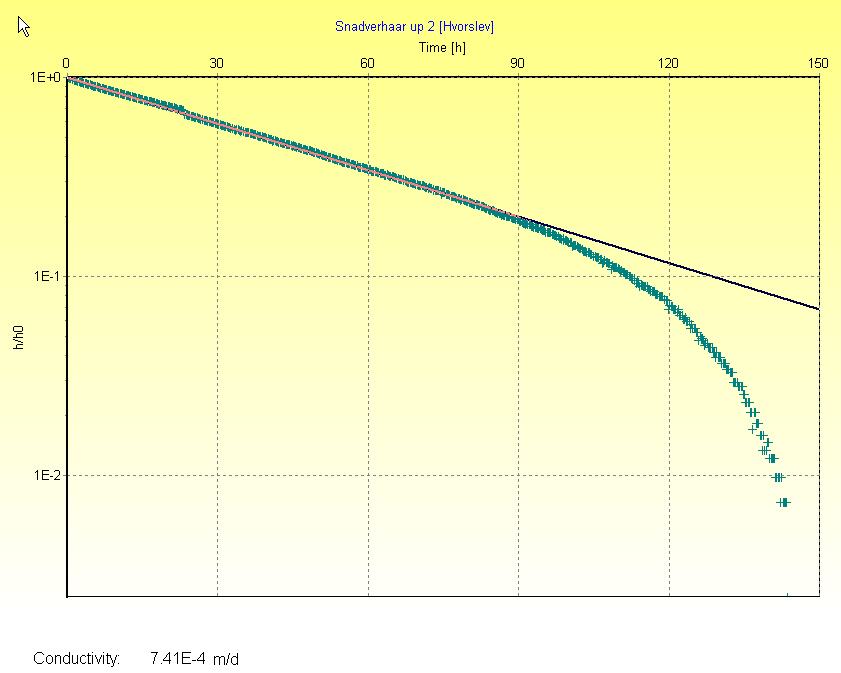 Snadverhaar up 2 [Hvorslev]
Time [h]
0 30 60 90 120 150
1E+0
1E-1
h/h0
1E-2
Conductivity: 7.41E-4 m/d